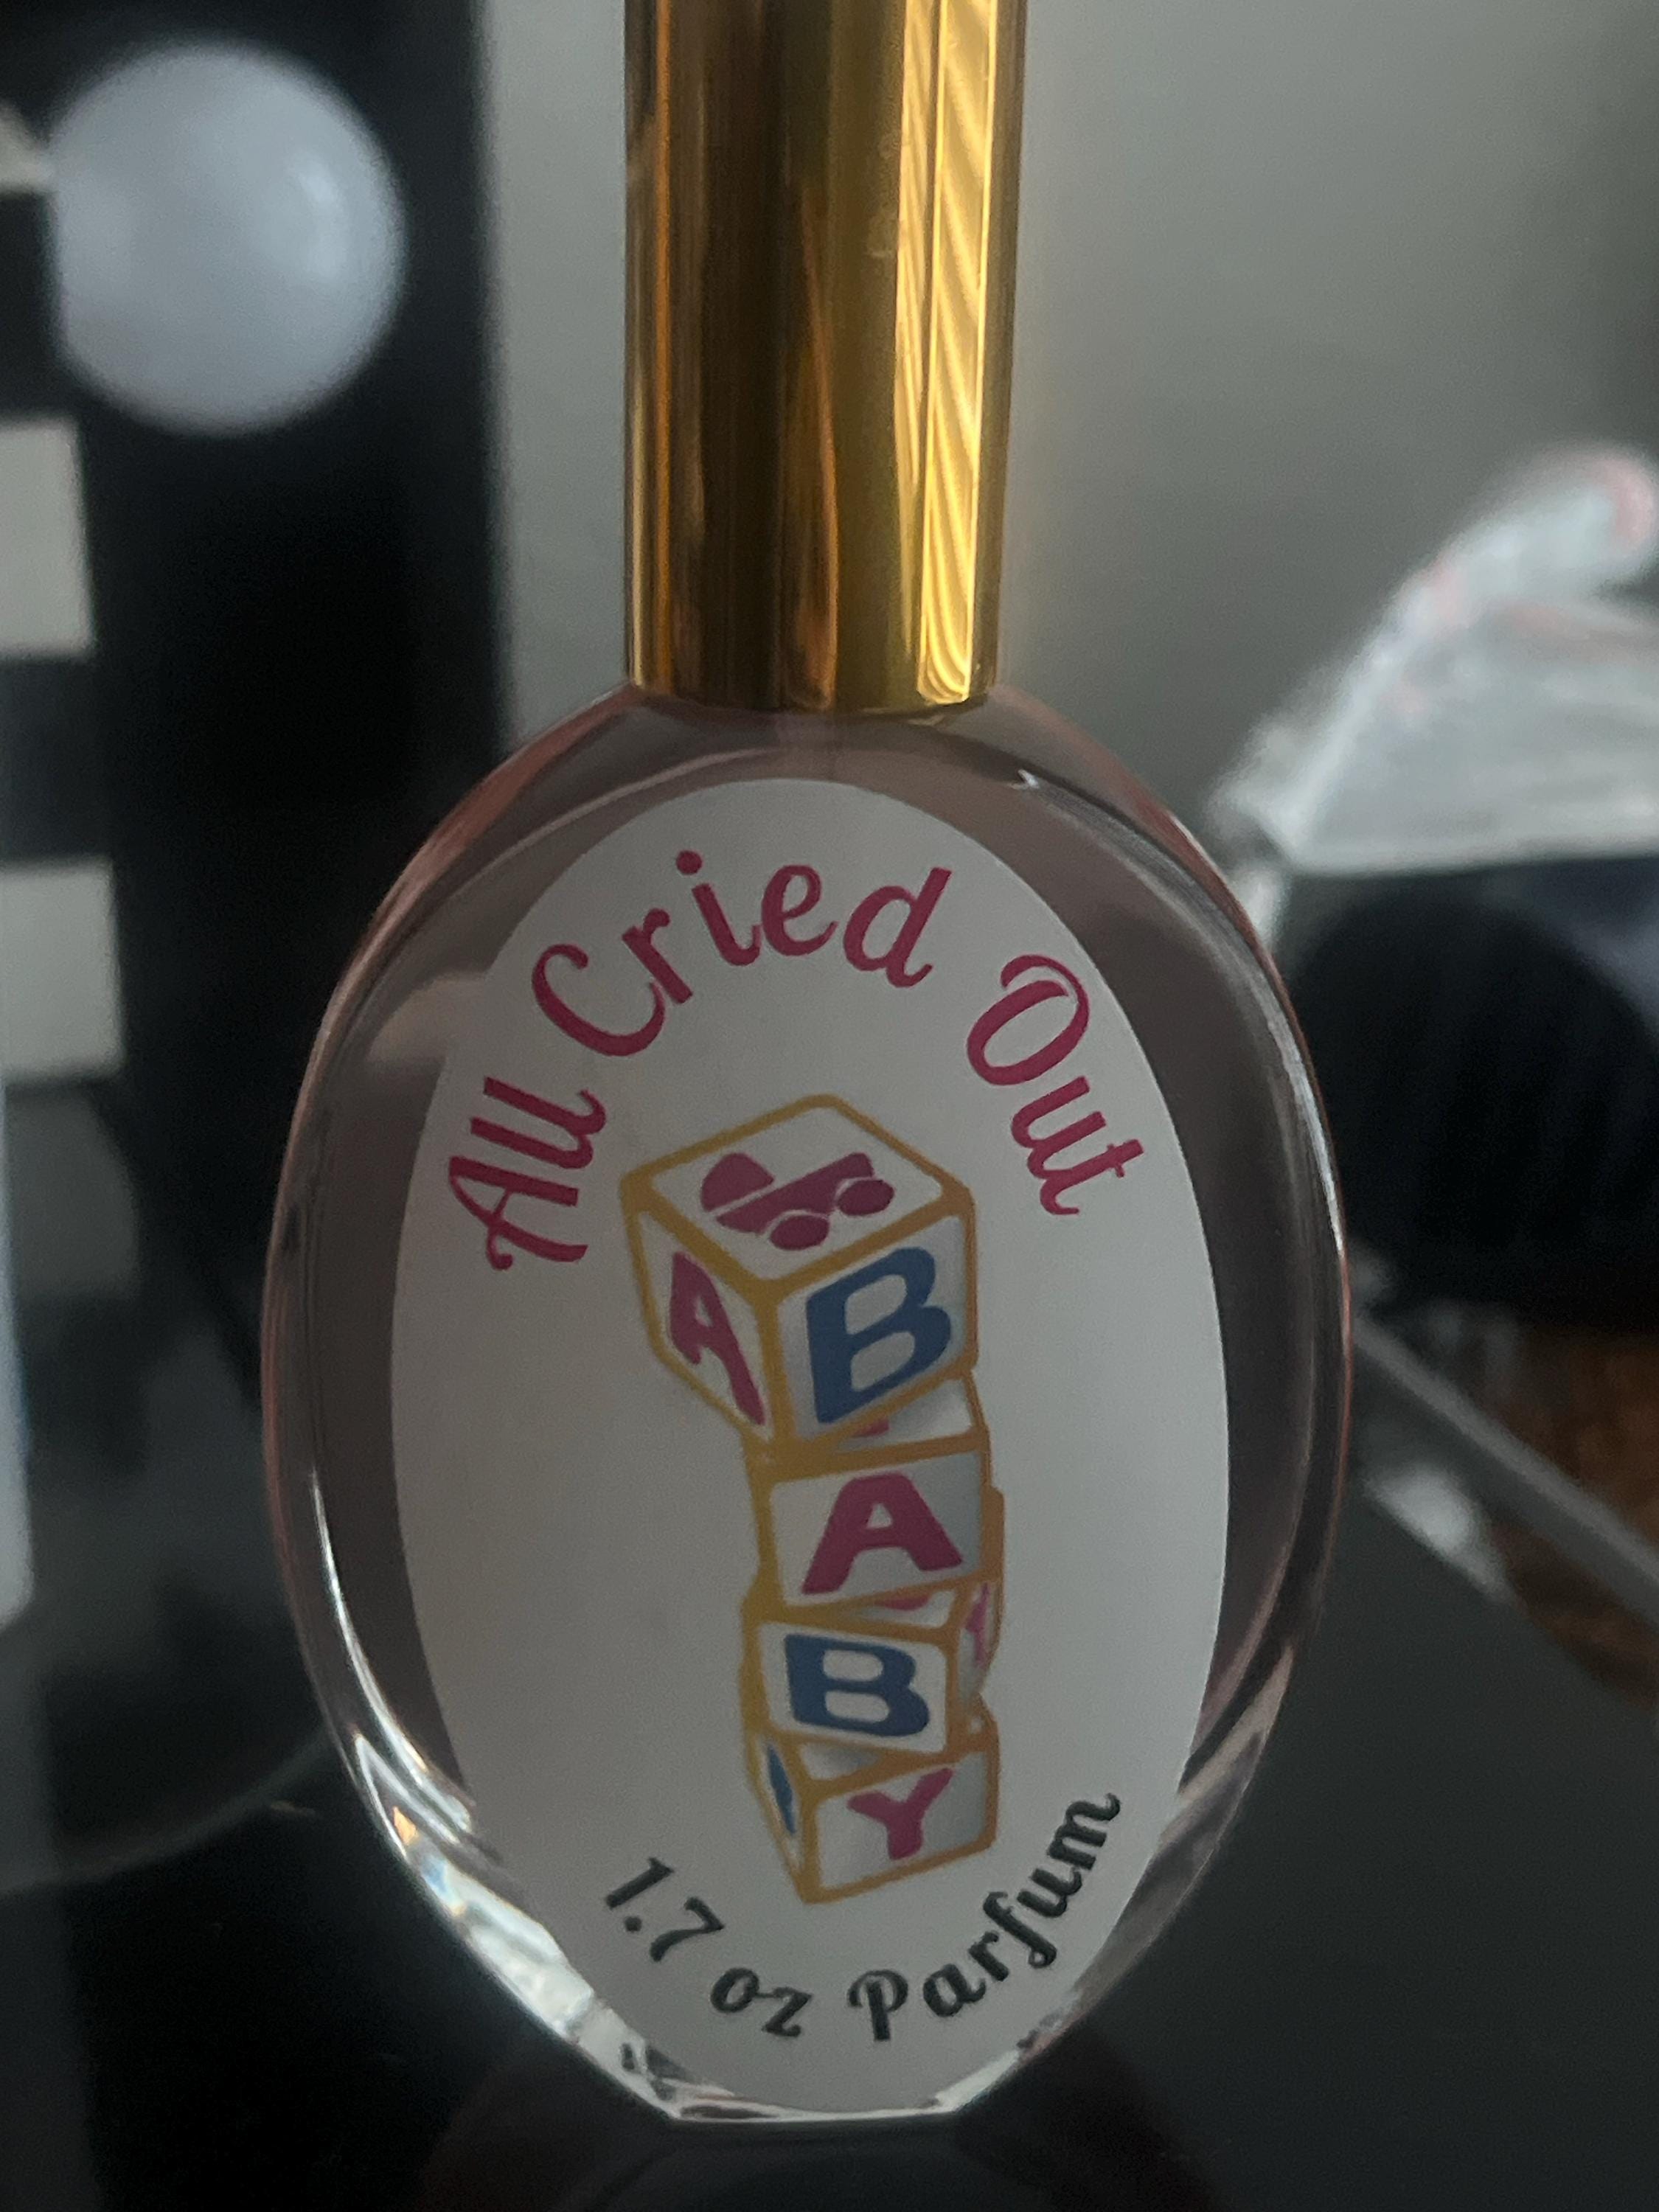 All Cried Out
A B
A
B
Y
1.7 oz Parfum